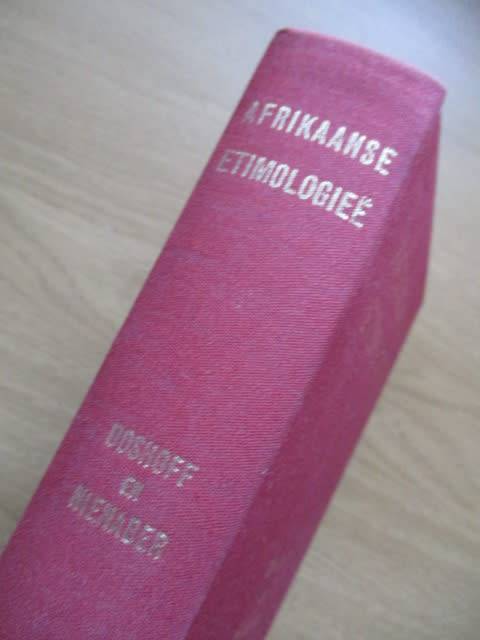 AFRIKAANSE
ETIMOLOGIEË
BOSHOFF
EN
NIENABER